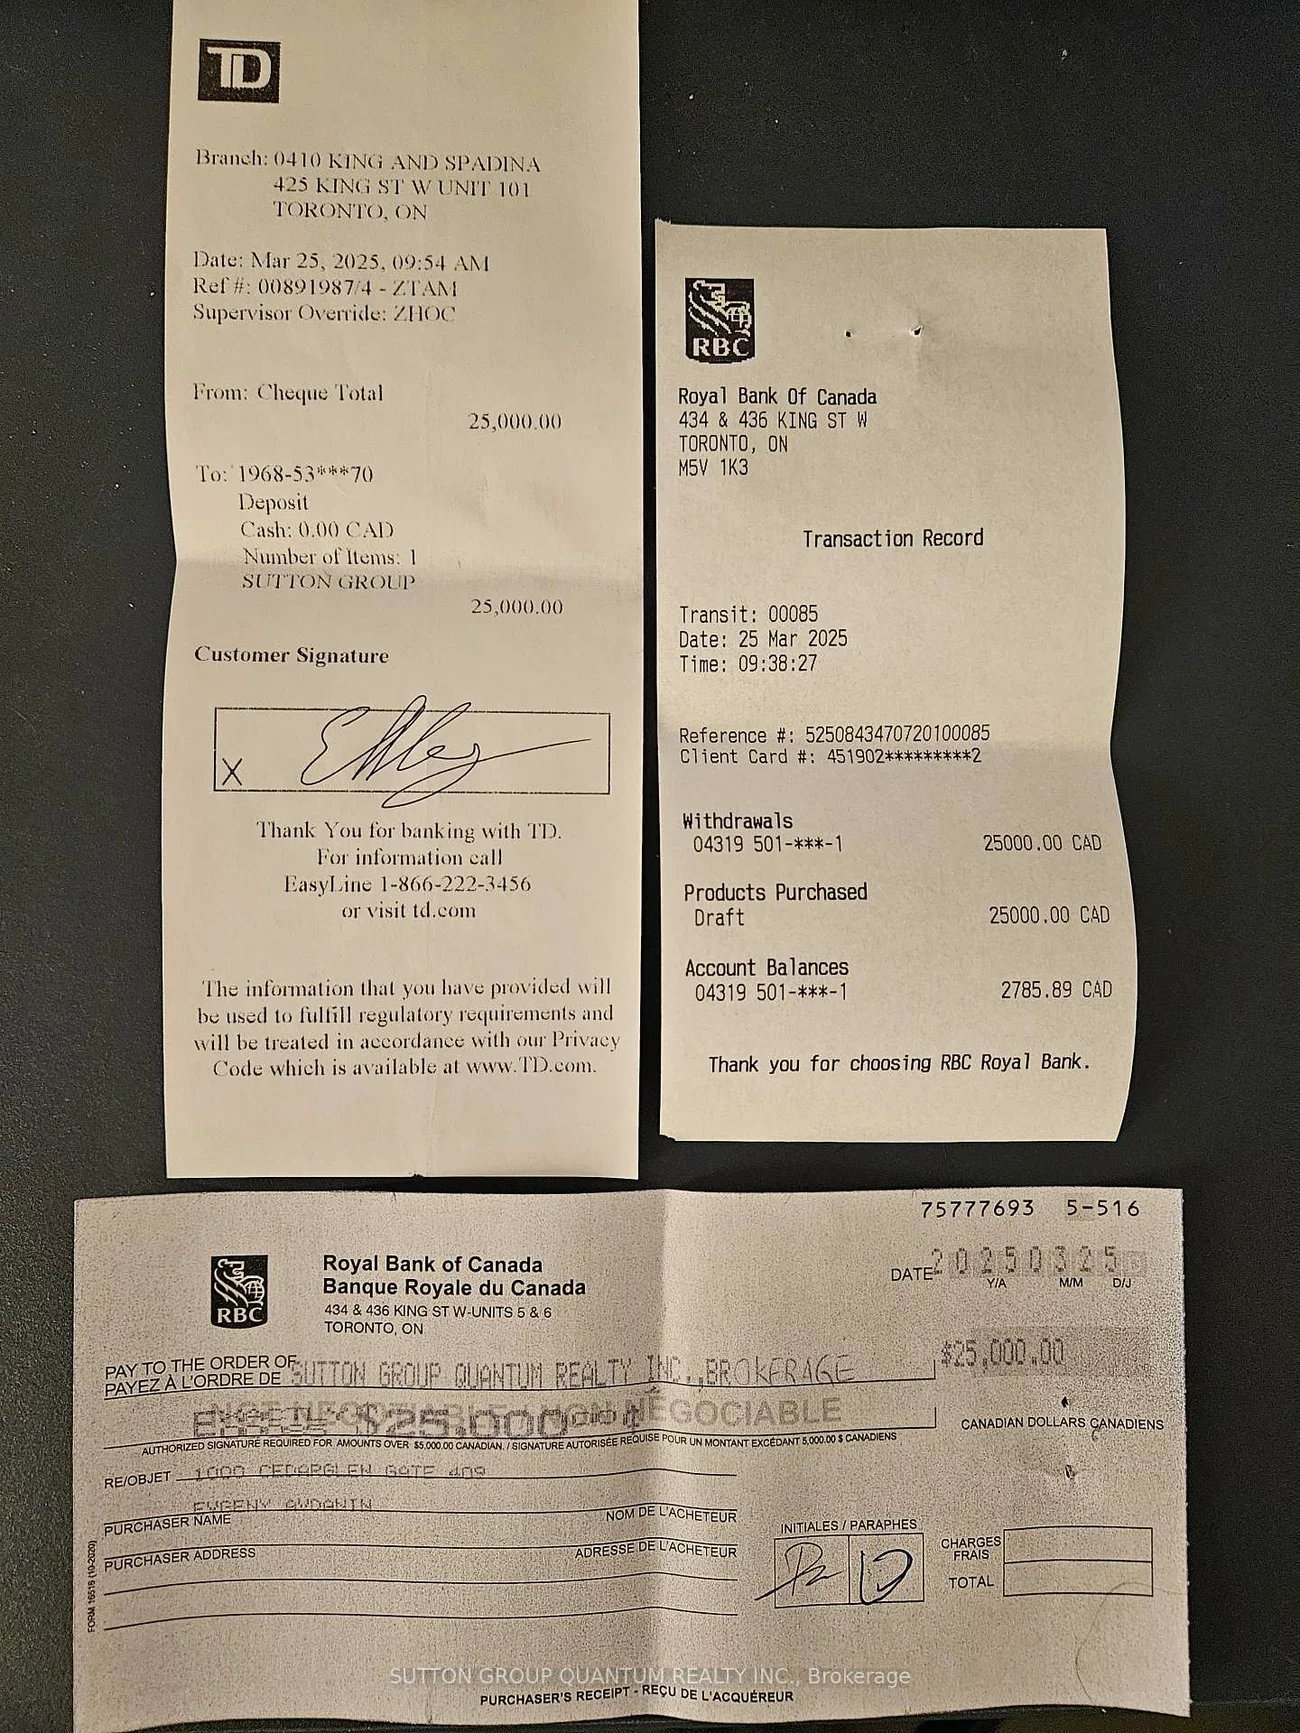 TD
Branch: 0410 KING AND SPADINA
425 KING ST W UNIT 101
TORONTO, ON
Date: Mar 25, 2025, 09:54 AM
Ref #: 00891987/4 - ZTAM
Supervisor Override: ZHOC
From: Cheque Total
25,000.00
To: 1968-53***70
Deposit
Cash: 0.00 CAD
Number of Items: 1
SUTTON GROUP
25,000.00
Customer Signature
X
Thank You for banking with TD.
For information call
EasyLine 1-866-222-3456
or visit td.com
The information that you have provided will
be used to fulfill regulatory requirements and
will be treated in accordance with our Privacy
Code which is available at www.TD.com.
RBC
Royal Bank Of Canada
434 & 436 KING ST W
TORONTO, ON
M5V 1K3
Transaction Record
Transit: 00085
Date: 25 Mar 2025
Time: 09:38:27
Reference #: 5250843470720100085
Client Card #: 451902*********2
Withdrawals
04319 501-***-1 25000.00 CAD
Products Purchased
Draft 25000.00 CAD
Account Balances
04319 501-***-1 2785.89 CAD
Thank you for choosing RBC Royal Bank.
75777693 5-516
RBC
Royal Bank of Canada
Banque Royale du Canada
434 & 436 KING ST W-UNITS 5 & 6
TORONTO, ON
DATE 20250325
Y/A M/M D/J
PAY TO THE ORDER OF
PAYEZ À L'ORDRE DE SUTTON GROUP QUANTUM REALTY INC.,BROKERAGE
$25,000.00
NON NÉGOCIABLE
$25,000
CANADIAN DOLLARS CANADIENS
AUTHORIZED SIGNATURE REQUIRED FOR AMOUNTS OVER $5,000.00 CANADIAN. / SIGNATURE AUTORISÉE REQUISE POUR UN MONTANT EXCÉDANT 5,000.00 $ CANADIENS
RE/OBJET 1000 CEDARGLEN GATE 409
EVGENY AWDANIN
PURCHASER NAME NOM DE L'ACHETEUR
PURCHASER ADDRESS ADRESSE DE L'ACHETEUR
INITIALES / PARAPHES
CHARGES
FRAIS
TOTAL
FORM 16516 (10-2020)
SUTTON GROUP QUANTUM REALTY INC., Brokerage
PURCHASER'S RECEIPT - REÇU DE L'ACQUÉREUR